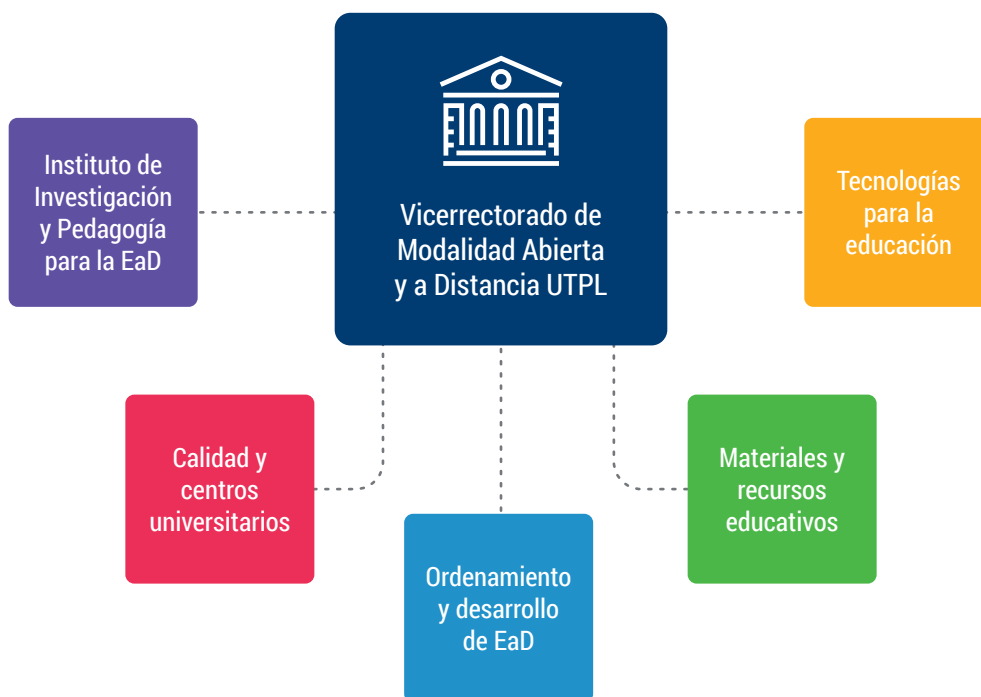 Vicerrectorado de
Modalidad Abierta
y a Distancia UTPL
Instituto de
Investigación
y Pedagogía
para la EaD
Tecnologías
para la
educación
Calidad y
centros
universitarios
Materiales y
recursos
educativos
Ordenamiento
y desarrollo
de EaD